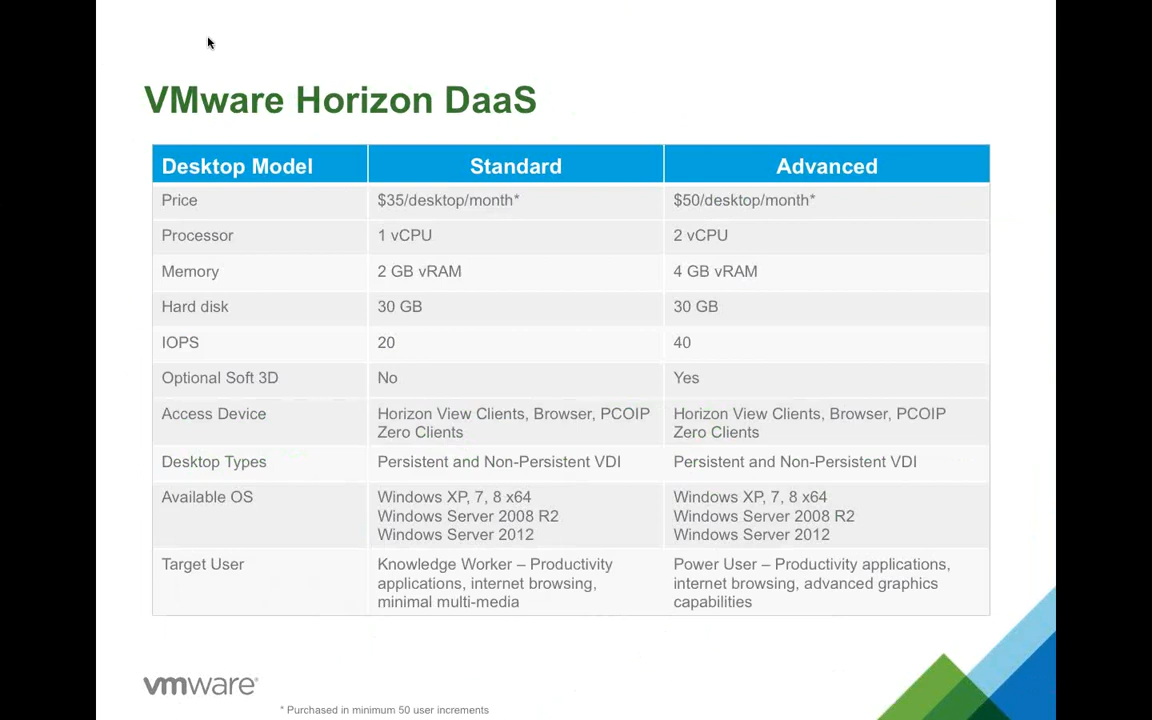 VMware Horizon DaaS
Desktop Model Standard Advanced
Price $35/desktop/month* $50/desktop/month*
Processor 1 vCPU 2 vCPU
Memory 2 GB vRAM 4 GB vRAM
Hard disk 30 GB 30 GB
IOPS 20 40
Optional Soft 3D No Yes
Access Device Horizon View Clients, Browser, PCOIP Horizon View Clients, Browser, PCOIP
Zero Clients Zero Clients
Desktop Types Persistent and Non-Persistent VDI Persistent and Non-Persistent VDI
Available OS Windows XP, 7, 8 x64 Windows XP, 7, 8 x64
Windows Server 2008 R2 Windows Server 2008 R2
Windows Server 2012 Windows Server 2012
Target User Knowledge Worker – Productivity Power User – Productivity applications,
applications, internet browsing, internet browsing, advanced graphics
minimal multi-media capabilities
vmware®
* Purchased in minimum 50 user increments